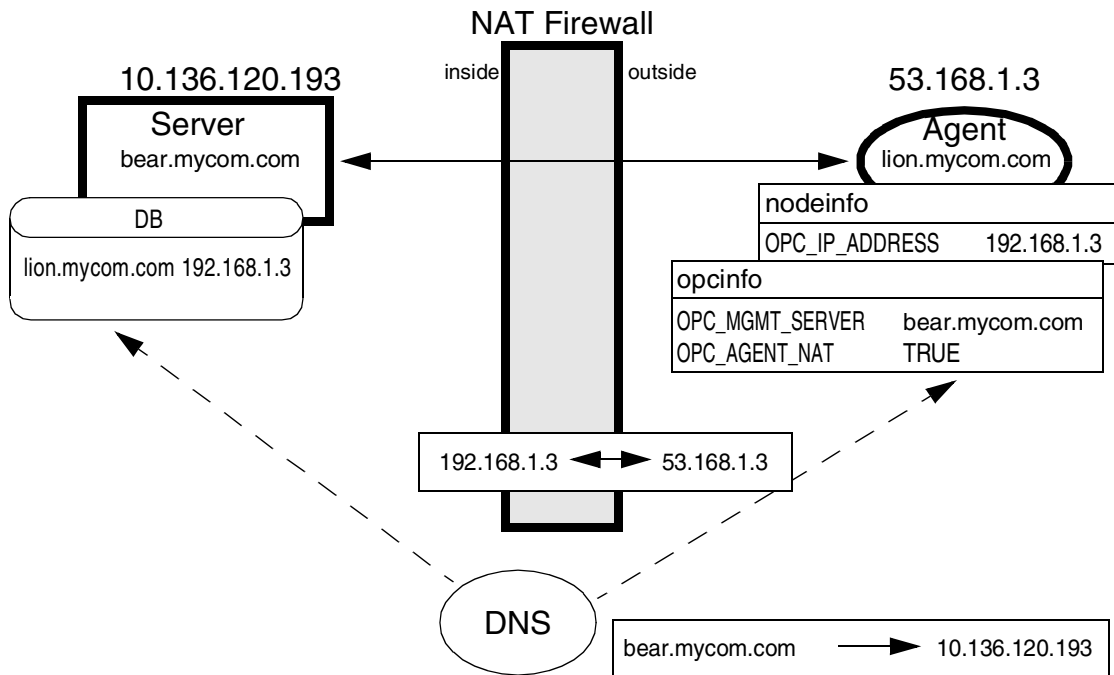 NAT Firewall
inside
outside
10.136.120.193
53.168.1.3
Server
bear.mycom.com
Agent
lion.mycom.com
DB
lion.mycom.com 192.168.1.3
nodeinfo
OPC_IP_ADDRESS 192.168.1.3
opcinfo
OPC_MGMT_SERVER bear.mycom.com
OPC_AGENT_NAT TRUE
192.168.1.3 53.168.1.3
DNS
bear.mycom.com 10.136.120.193